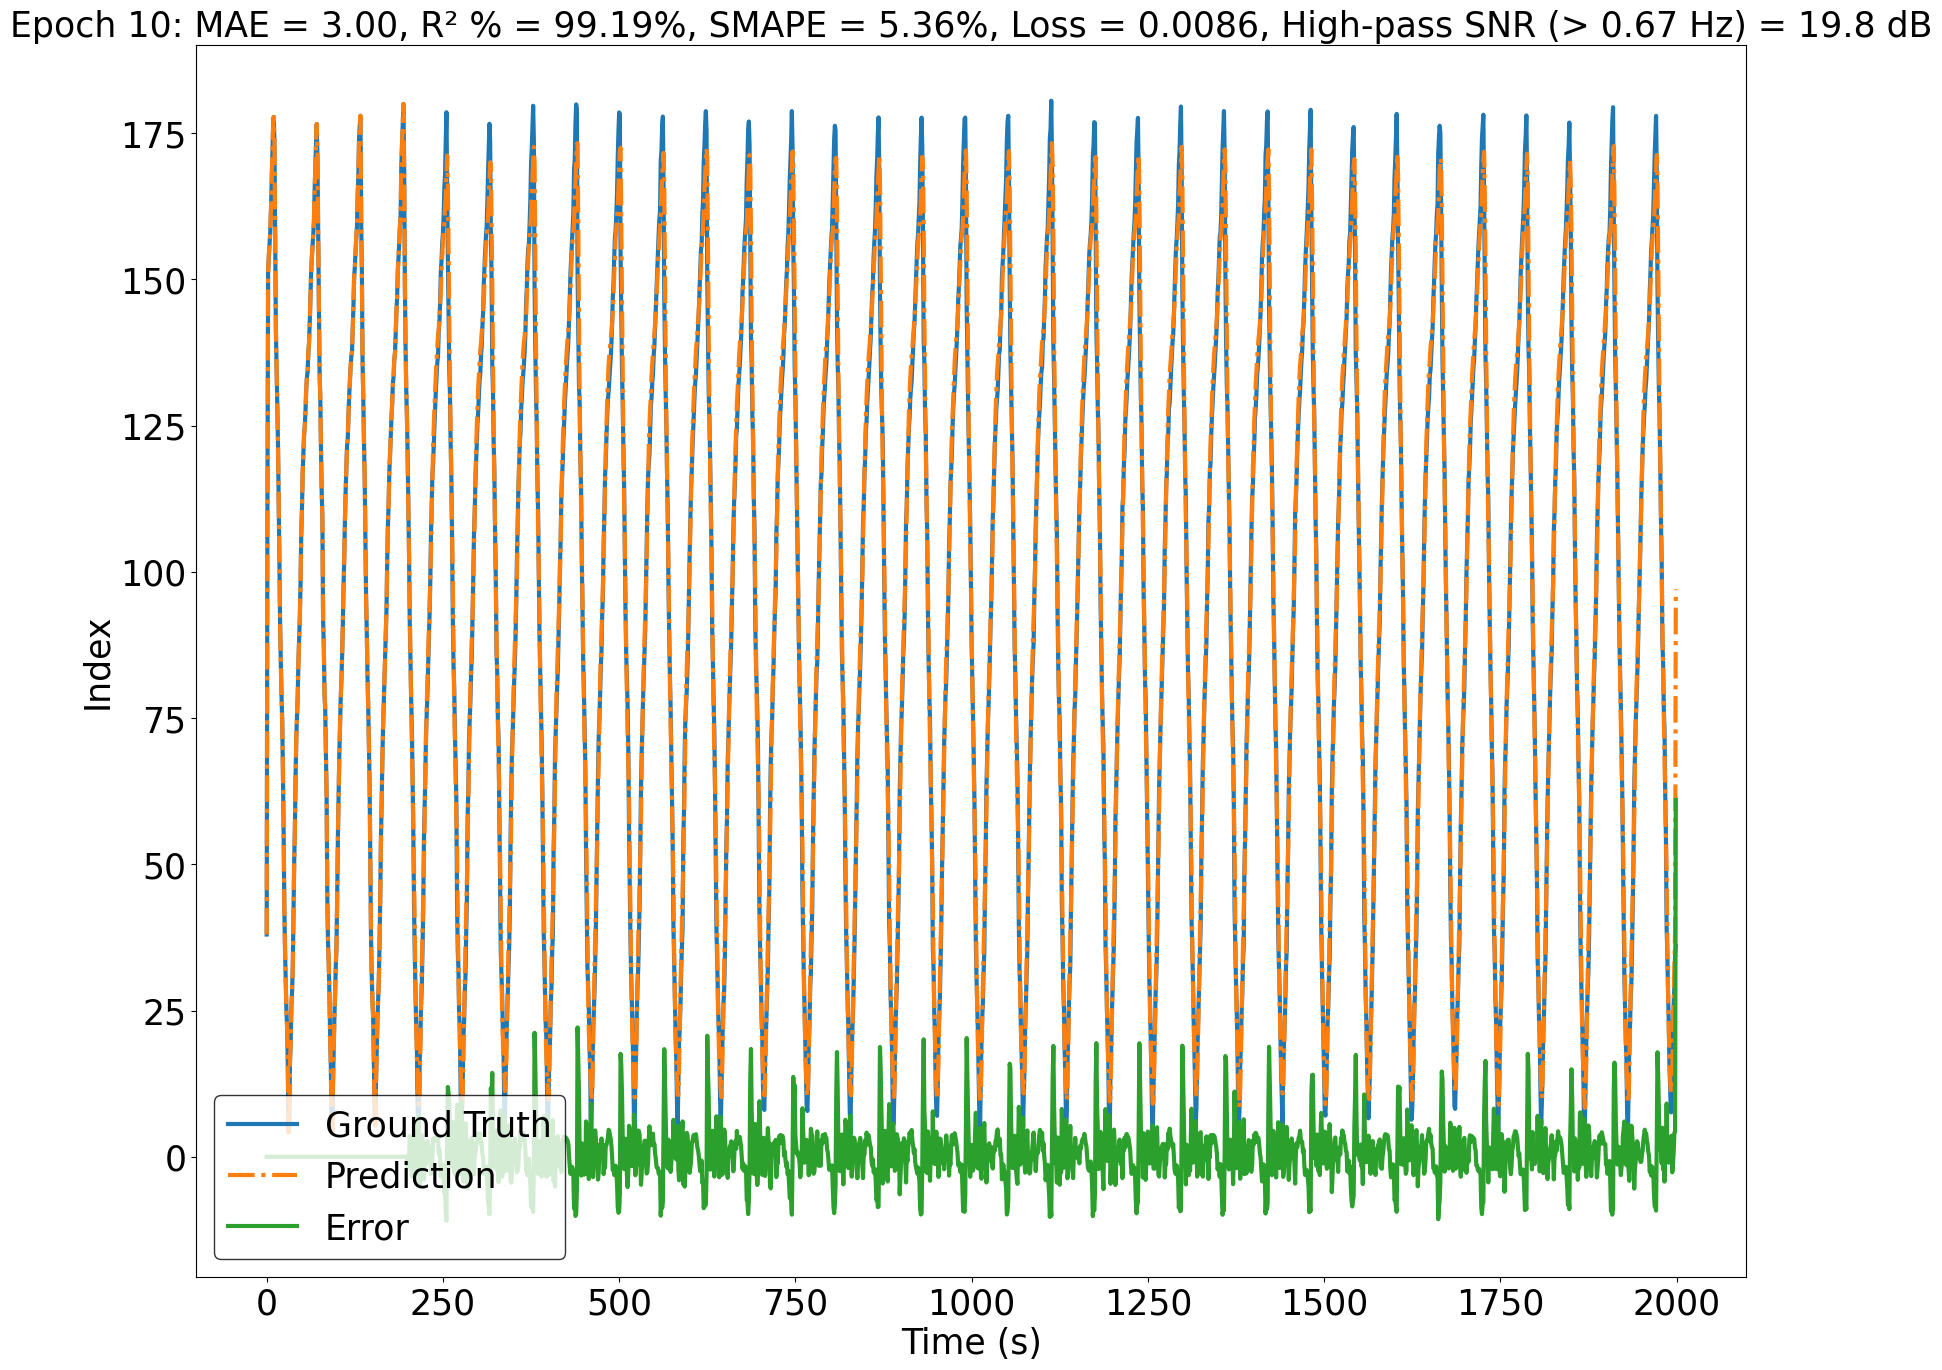 Epoch 10: MAE = 3.00, R² % = 99.19%, SMAPE = 5.36%, Loss = 0.0086, High-pass SNR (> 0.67 Hz) = 19.8 dB
175
150
125
100
75
50
25
0
Index
Ground Truth
Prediction
Error
0 250 500 750 1000 1250 1500 1750 2000
Time (s)